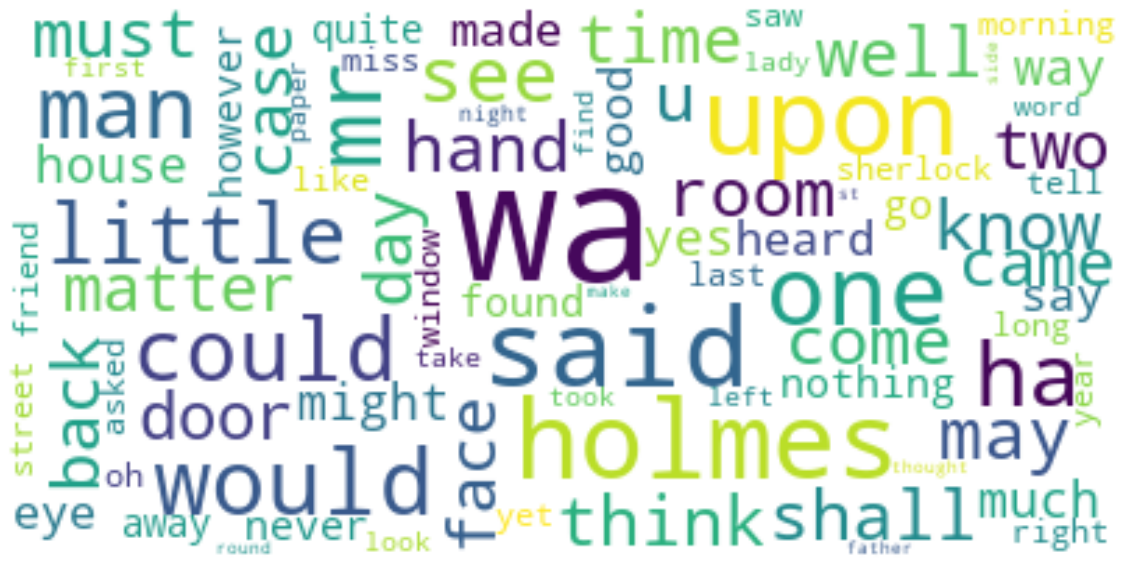 must
first
man
house
however
case
paper
quite
mr
miss
like
made
see
night
hand
time
find
good
saw
lady
u
well
upon
morning
side
way
word
two
sherlock
tell
little
matter
day
window
wa
room
st
yes
heard
go
know
came
say
friend
found
make
last
one
long
street
back
asked
could
door
might
take
said
took
left
come
nothing
ha
year
may
oh
would
face
holmes
thought
eye
away
never
round
look
yet
think
shall
father
much
right